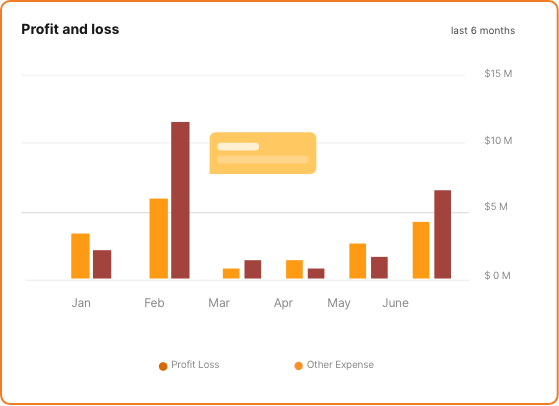 Profit and loss
last 6 months
$15 M
$10 M
$5 M
$ 0 M
Jan Feb Mar Apr May June
Profit Loss Other Expense